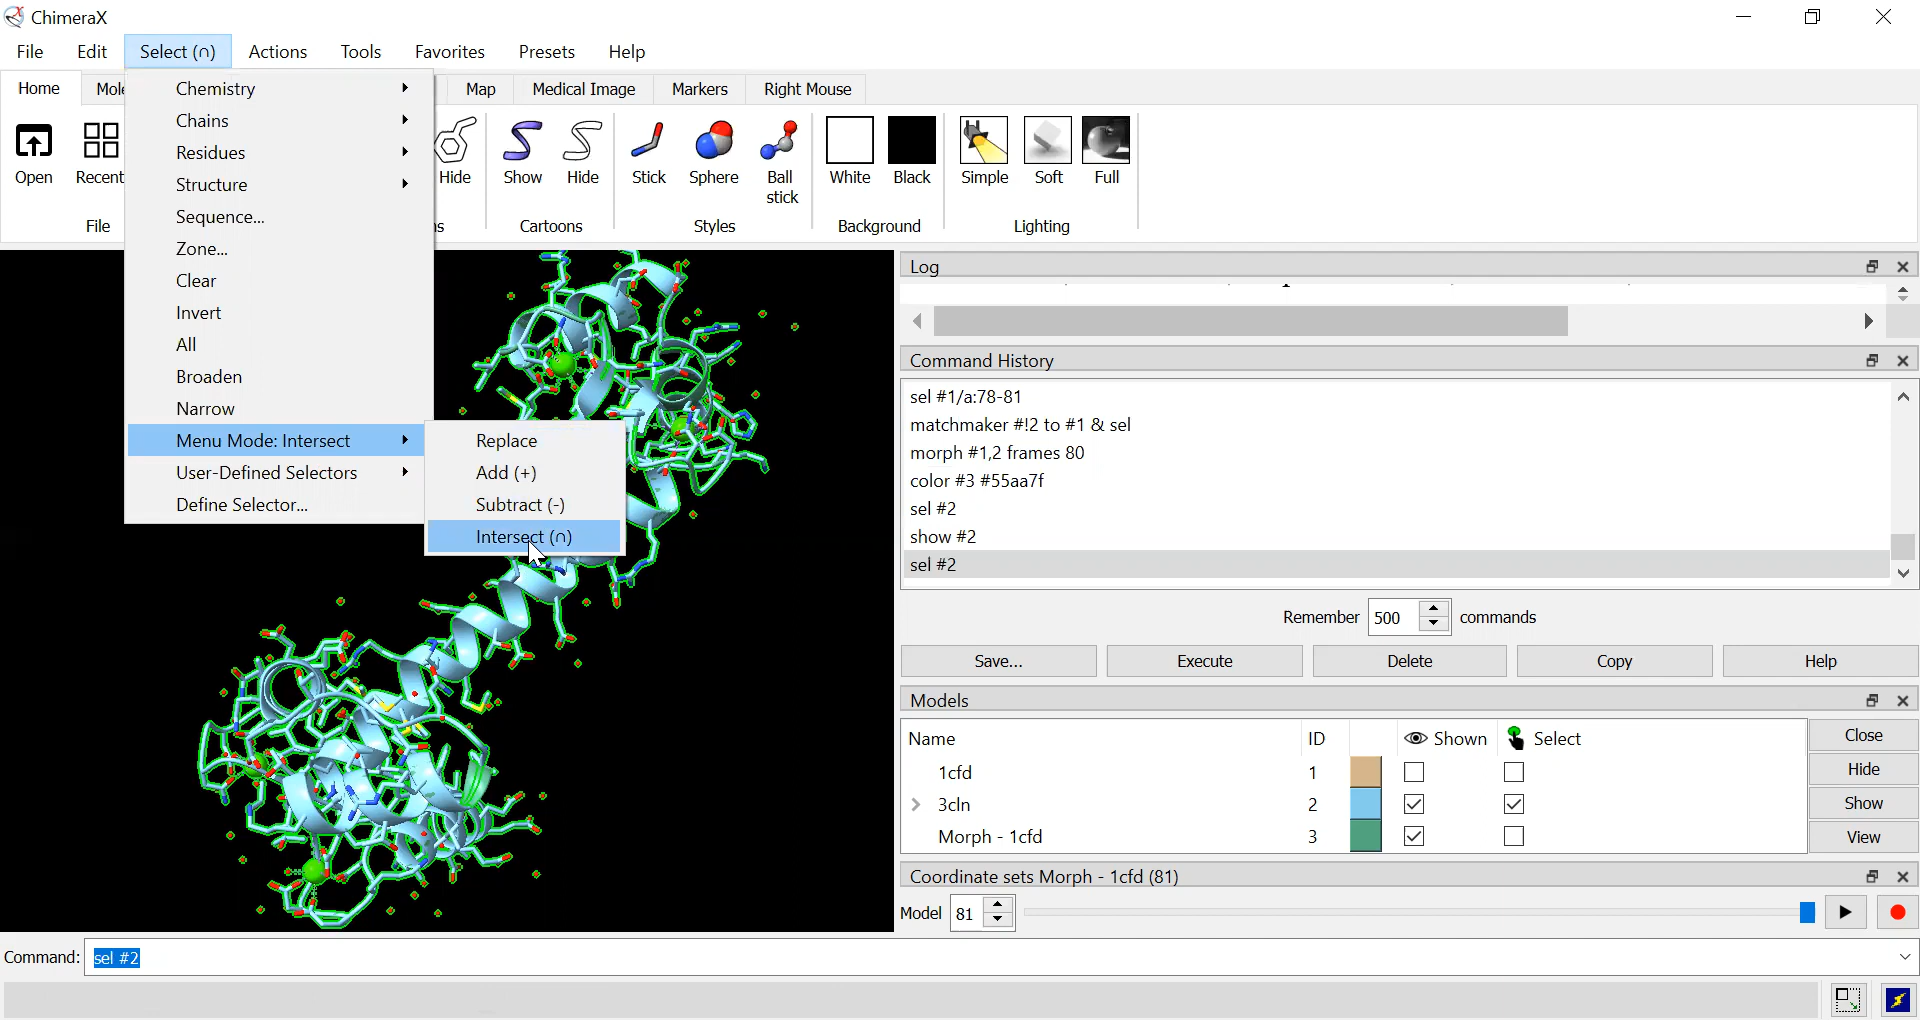 ChimeraX
File Edit Select (∩) Actions Tools Favorites Presets Help
Home Mole Map Medical Image Markers Right Mouse
Open Recent Hide Show Hide Stick Sphere Ball stick White Black Simple Soft Full
File Cartoons Styles Background Lighting
Chemistry
Chains
Residues
Structure
Sequence...
Zone...
Clear
Invert
All
Broaden
Narrow
Menu Mode: Intersect
User-Defined Selectors
Define Selector...
Replace
Add (+)
Subtract (-)
Intersect (∩)
Log
Command History
sel #1/a:78-81
matchmaker #!2 to #1 & sel
morph #1,2 frames 80
color #3 #55aa7f
sel #2
show #2
sel #2
Remember 500 commands
Save... Execute Delete Copy Help
Models
Name ID Shown Select
1cfd 1
3cln 2
Morph - 1cfd 3
Close
Hide
Show
View
Coordinate sets Morph - 1cfd (81)
Model 81
Command: sel #2